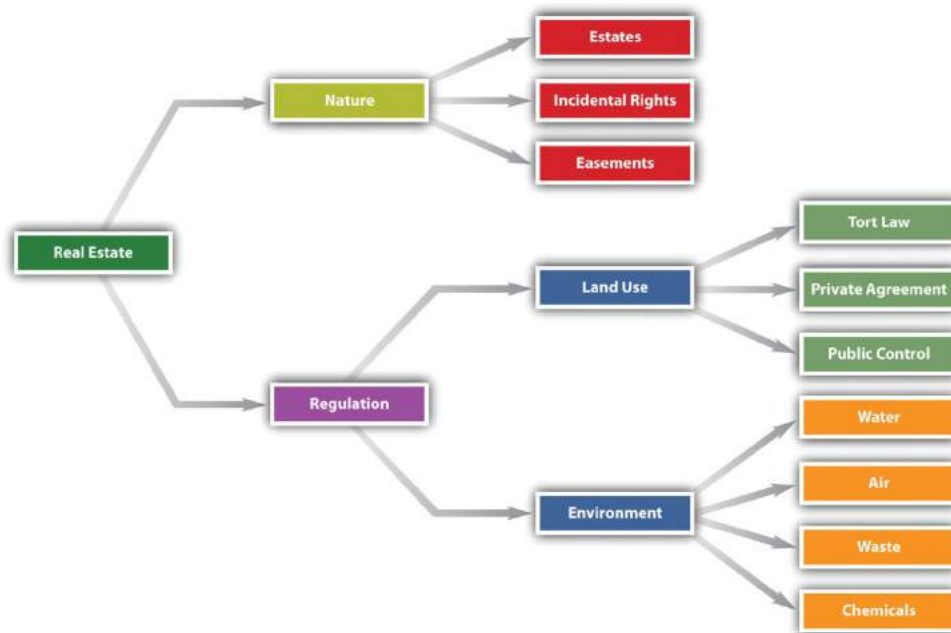 Estates
Nature
Incidental Rights
Easements
Real Estate
Tort Law
Land Use
Private Agreement
Public Control
Regulation
Water
Air
Environment
Waste
Chemicals